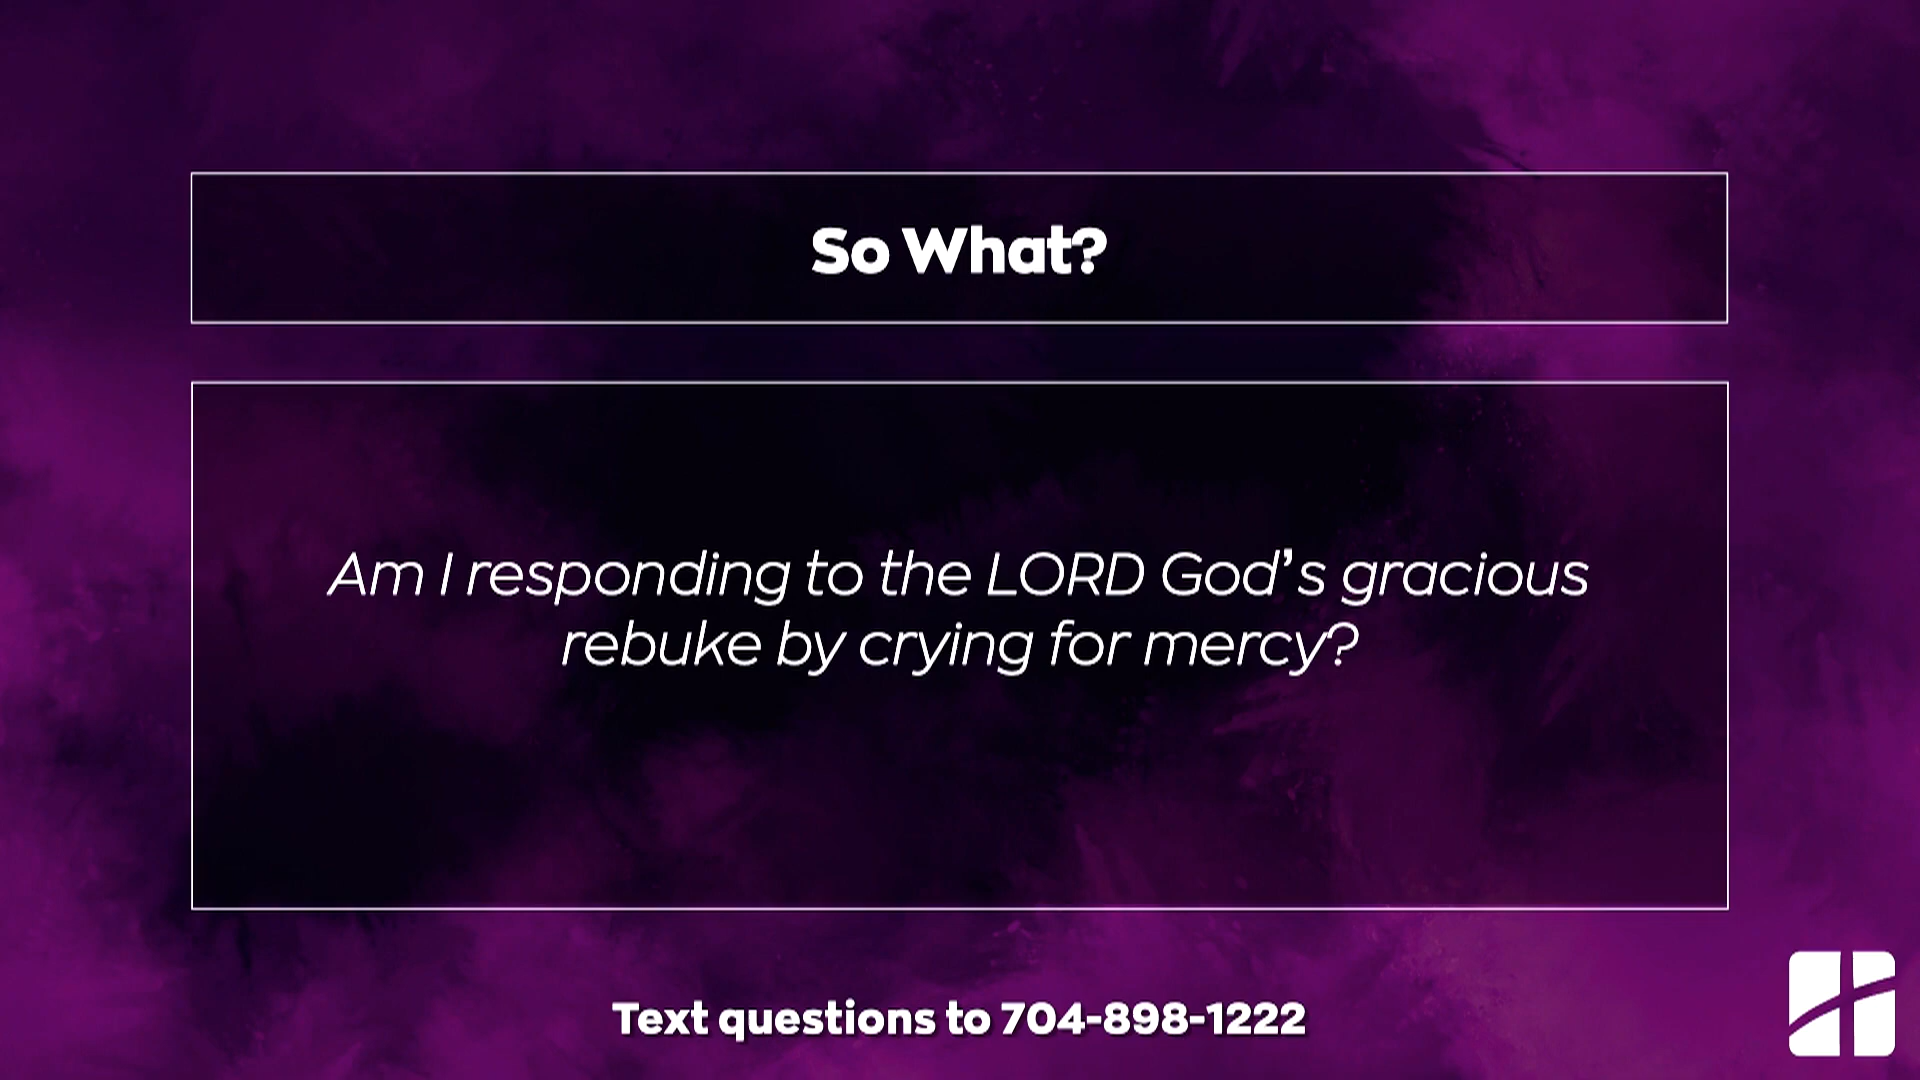 So What?
Am I responding to the LORD God's gracious
rebuke by crying for mercy?
Text questions to 704-898-1222